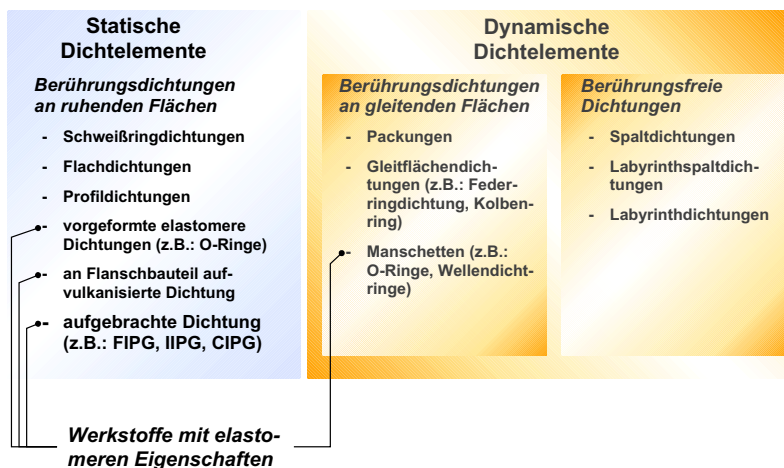 Statische
Dichtelemente
Berührungsdichtungen
an ruhenden Flächen
- Schweißringdichtungen
- Flachdichtungen
- Profildichtungen
- vorgeformte elastomere
Dichtungen (z.B.: O-Ringe)
- an Flanschbauteil auf-
vulkanisierte Dichtung
- aufgebrachte Dichtung
(z.B.: FIPG, IIPG, CIPG)
Dynamische
Dichtelemente
Berührungsdichtungen
an gleitenden Flächen
- Packungen
- Gleitflächendich-
tungen (z.B.: Feder-
ringdichtung, Kolben-
ring)
- Manschetten (z.B.:
O-Ringe, Wellendicht-
ringe)
Berührungsfreie
Dichtungen
- Spaltdichtungen
- Labyrinthspaltdich-
tungen
- Labyrinthdichtungen
Werkstoffe mit elasto-
meren Eigenschaften